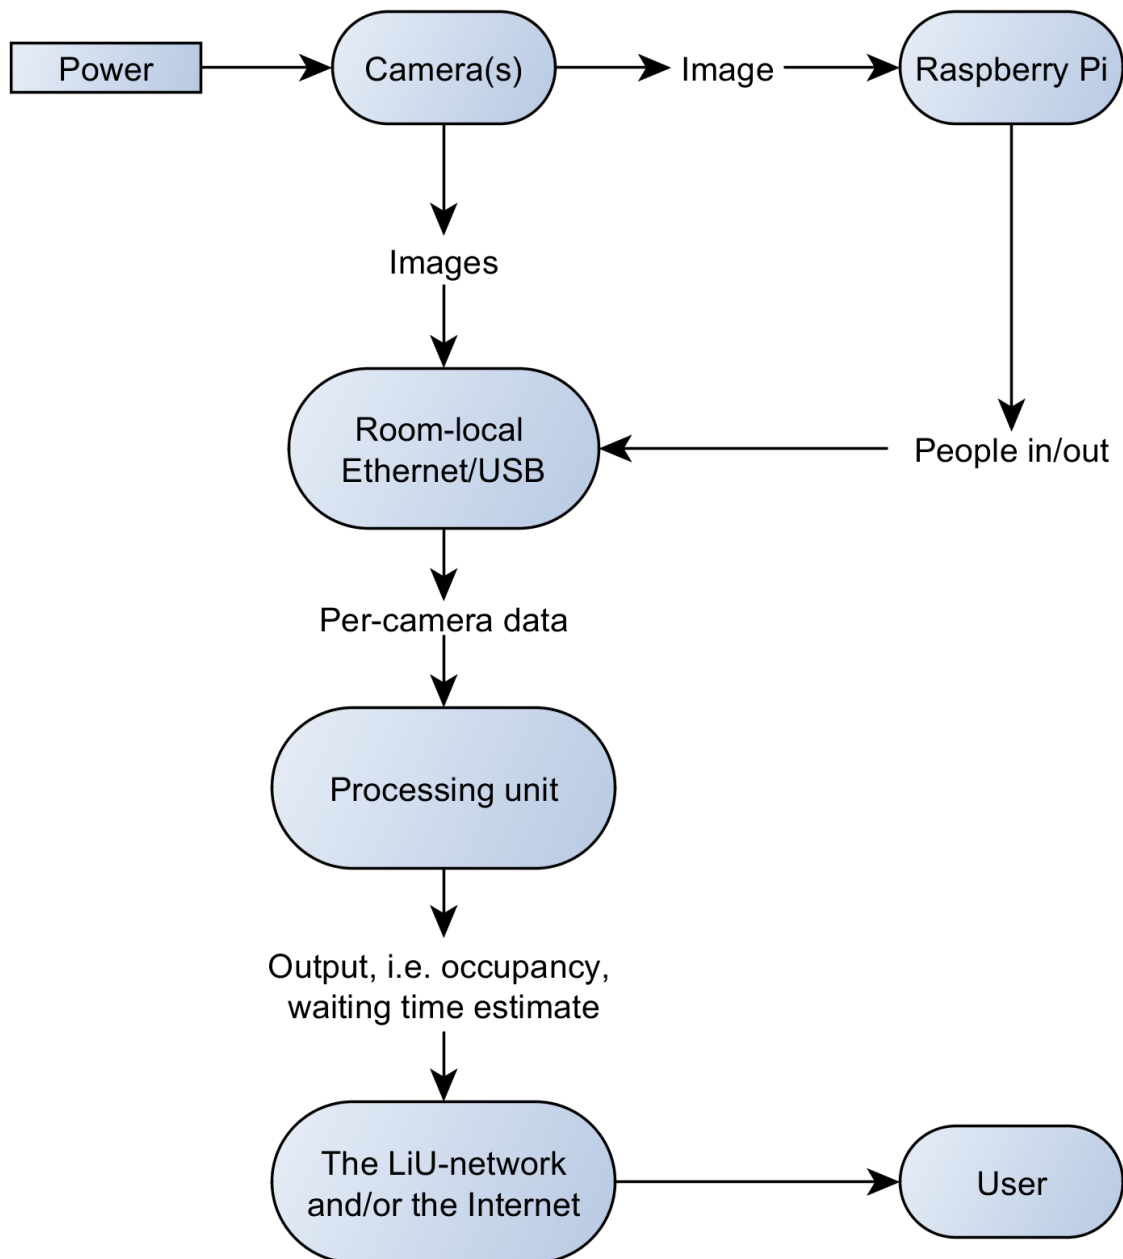 Power
Camera(s)
Image
Raspberry Pi
Images
Room-local
Ethernet/USB
People in/out
Per-camera data
Processing unit
Output, i.e. occupancy,
waiting time estimate
The LiU-network
and/or the Internet
User